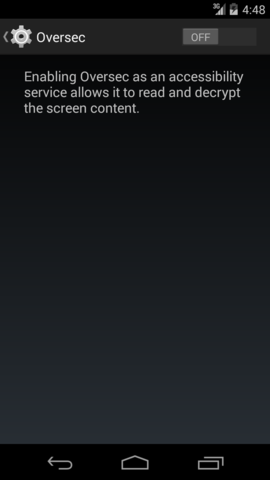 3G 4:48
Oversec OFF
Enabling Oversec as an accessibility
service allows it to read and decrypt
the screen content.